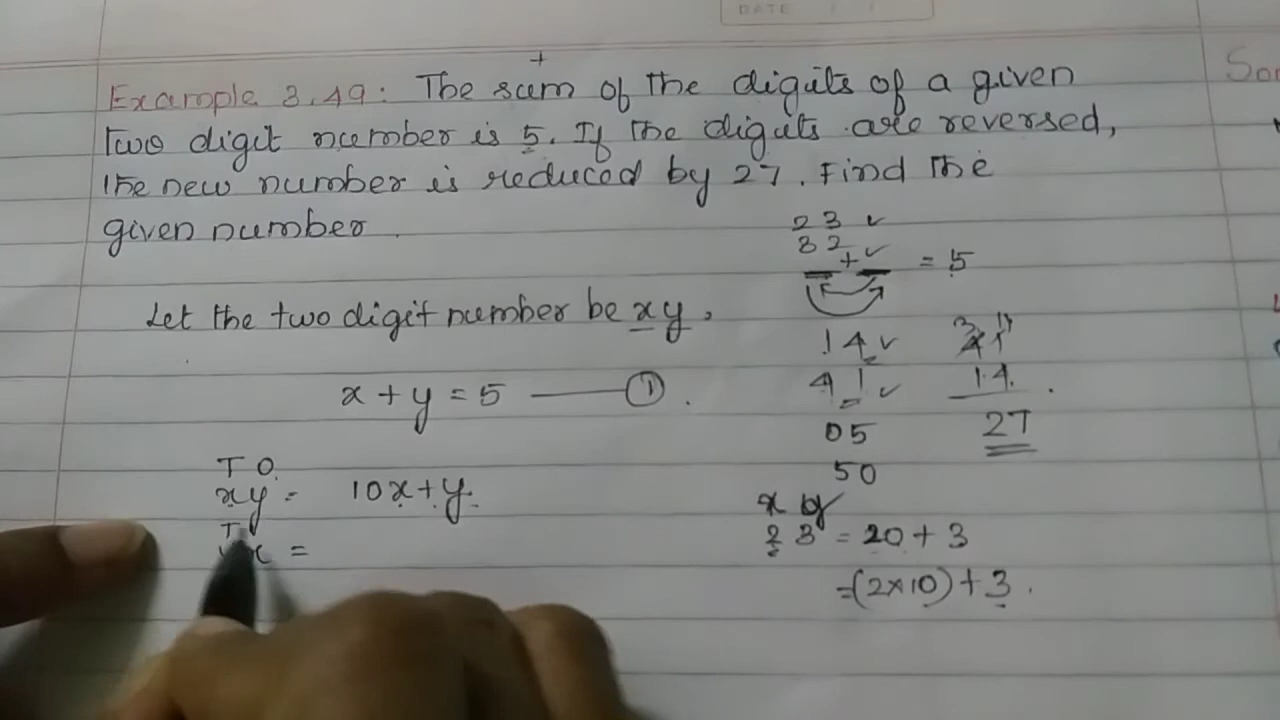 DATE / /
Example 3.49: The sum of the digits of a given
+
two digit number is 5. If the digits are reversed,
the new number is reduced by 27. Find the
given number.
23 ✓
32 ✓
__ + __ = 5
Let the two digit number be xy,
14 ✓
41 ✓
05
50
41
14
27
x + y = 5 —— ①.
T O
xy = 10x + y
T
x =
x y
23 = 20 + 3
= (2×10) + 3.